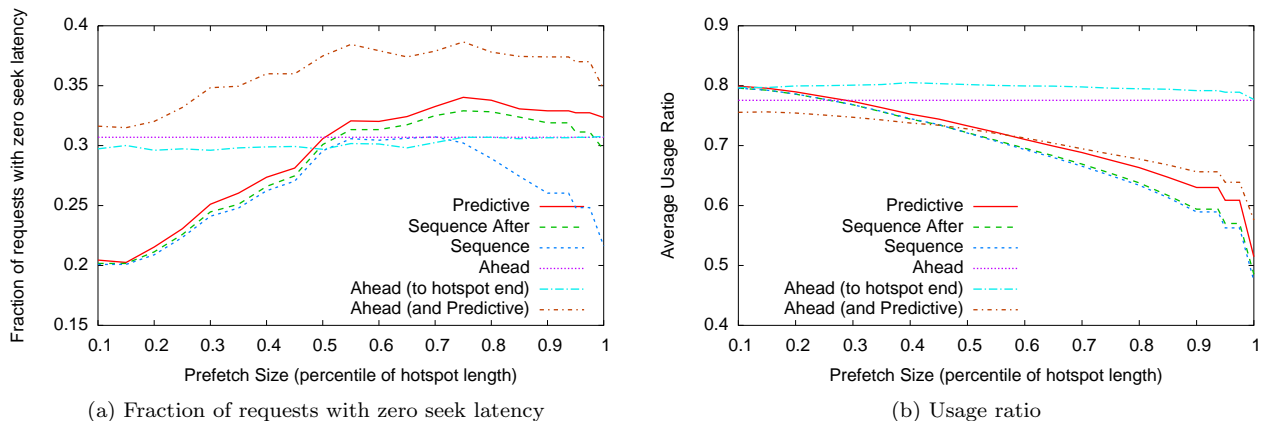 Fraction of requests with zero seek latency
0.4
0.35
0.3
0.25
0.2
0.15
Predictive
Sequence After
Sequence
Ahead
Ahead (to hotspot end)
Ahead (and Predictive)
0.1 0.2 0.3 0.4 0.5 0.6 0.7 0.8 0.9 1
Prefetch Size (percentile of hotspot length)
(a) Fraction of requests with zero seek latency
Average Usage Ratio
0.9
0.8
0.7
0.6
0.5
0.4
Predictive
Sequence After
Sequence
Ahead
Ahead (to hotspot end)
Ahead (and Predictive)
0.1 0.2 0.3 0.4 0.5 0.6 0.7 0.8 0.9 1
Prefetch Size (percentile of hotspot length)
(b) Usage ratio